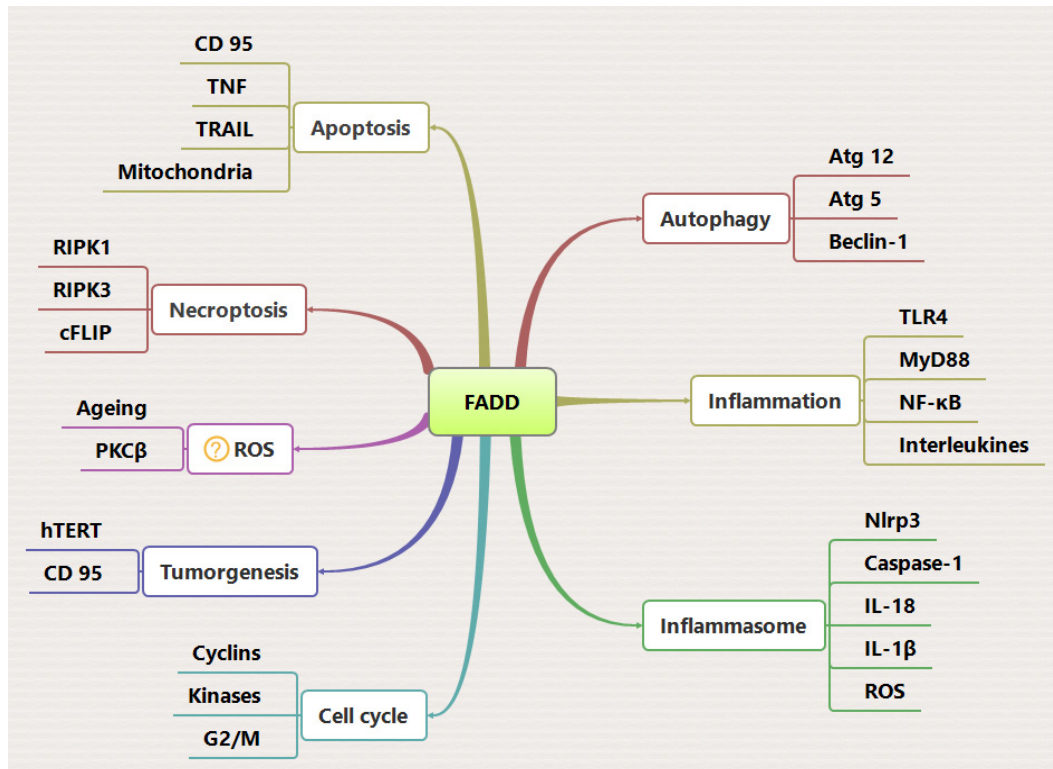 CD 95
TNF
TRAIL
Mitochondria
Apoptosis
RIPK1
RIPK3
cFLIP
Necroptosis
Ageing
PKCβ
? ROS
hTERT
CD 95
Tumorgenesis
Cyclins
Kinases
G2/M
Cell cycle
FADD
Autophagy
Atg 12
Atg 5
Beclin-1
Inflammation
TLR4
MyD88
NF-κB
Interleukines
Inflammasome
Nlrp3
Caspase-1
IL-18
IL-1β
ROS